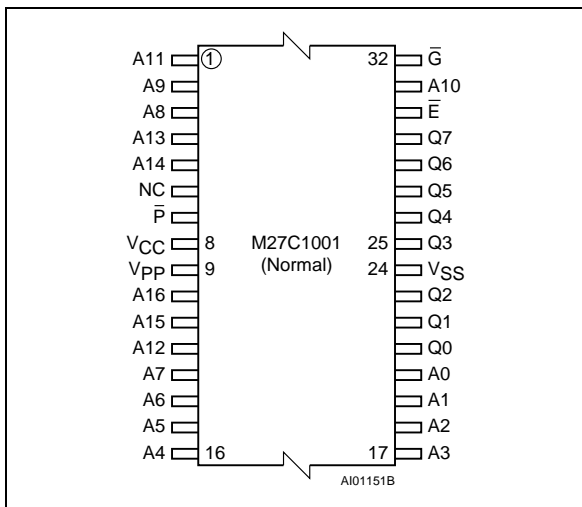 A11 1 32 G̅
A9 A10
A8 E̅
A13 Q7
A14 Q6
NC Q5
P̅ Q4
VCC 8 M27C1001 25 Q3
VPP 9 (Normal) 24 VSS
A16 Q2
A15 Q1
A12 Q0
A7 A0
A6 A1
A5 A2
A4 16 17 A3
AI01151B